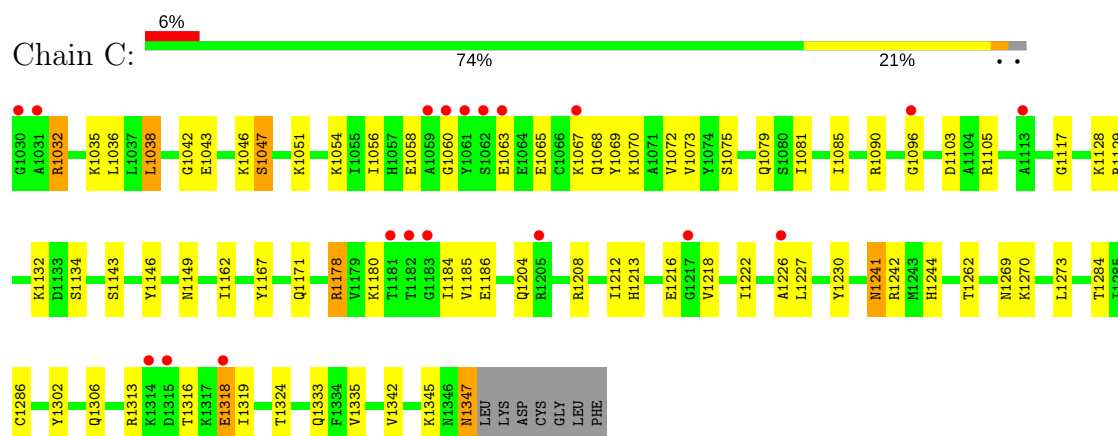 6%
Chain C:
74% 21% • •
G1030 A1031 R1032 K1035 L1036 L1037 L1038 G1042 E1043 K1046 S1047 K1051 K1054 I1055 I1056 H1057 E1058 A1059 G1060 Y1061 S1062 E1063 E1064 E1065 C1066 K1067 Q1068 Y1069 K1070 A1071 V1072 V1073 Y1074 S1075 Q1079 S1080 I1081 I1085 R1090 G1096 D1103 A1104 R1105 A1113 G1117 K1128
K1132 D1133 S1134 S1143 Y1146 N1149 I1162 Y1167 Q1171 R1178 V1179 K1180 T1181 T1182 G1183 I1184 V1185 E1186 Q1204 R1205 R1208 I1212 H1213 E1216 G1217 V1218 I1222 A1226 L1227 Y1230 N1241 R1242 M1243 H1244 T1262 N1269 K1270 L1273 T1284
C1286 Y1302 Q1306 R1313 K1314 D1315 T1316 K1317 E1318 I1319 T1324 Q1333 F1334 V1335 V1342 K1345 N1346 N1347 LEU LYS ASP CYS GLY LEU PHE